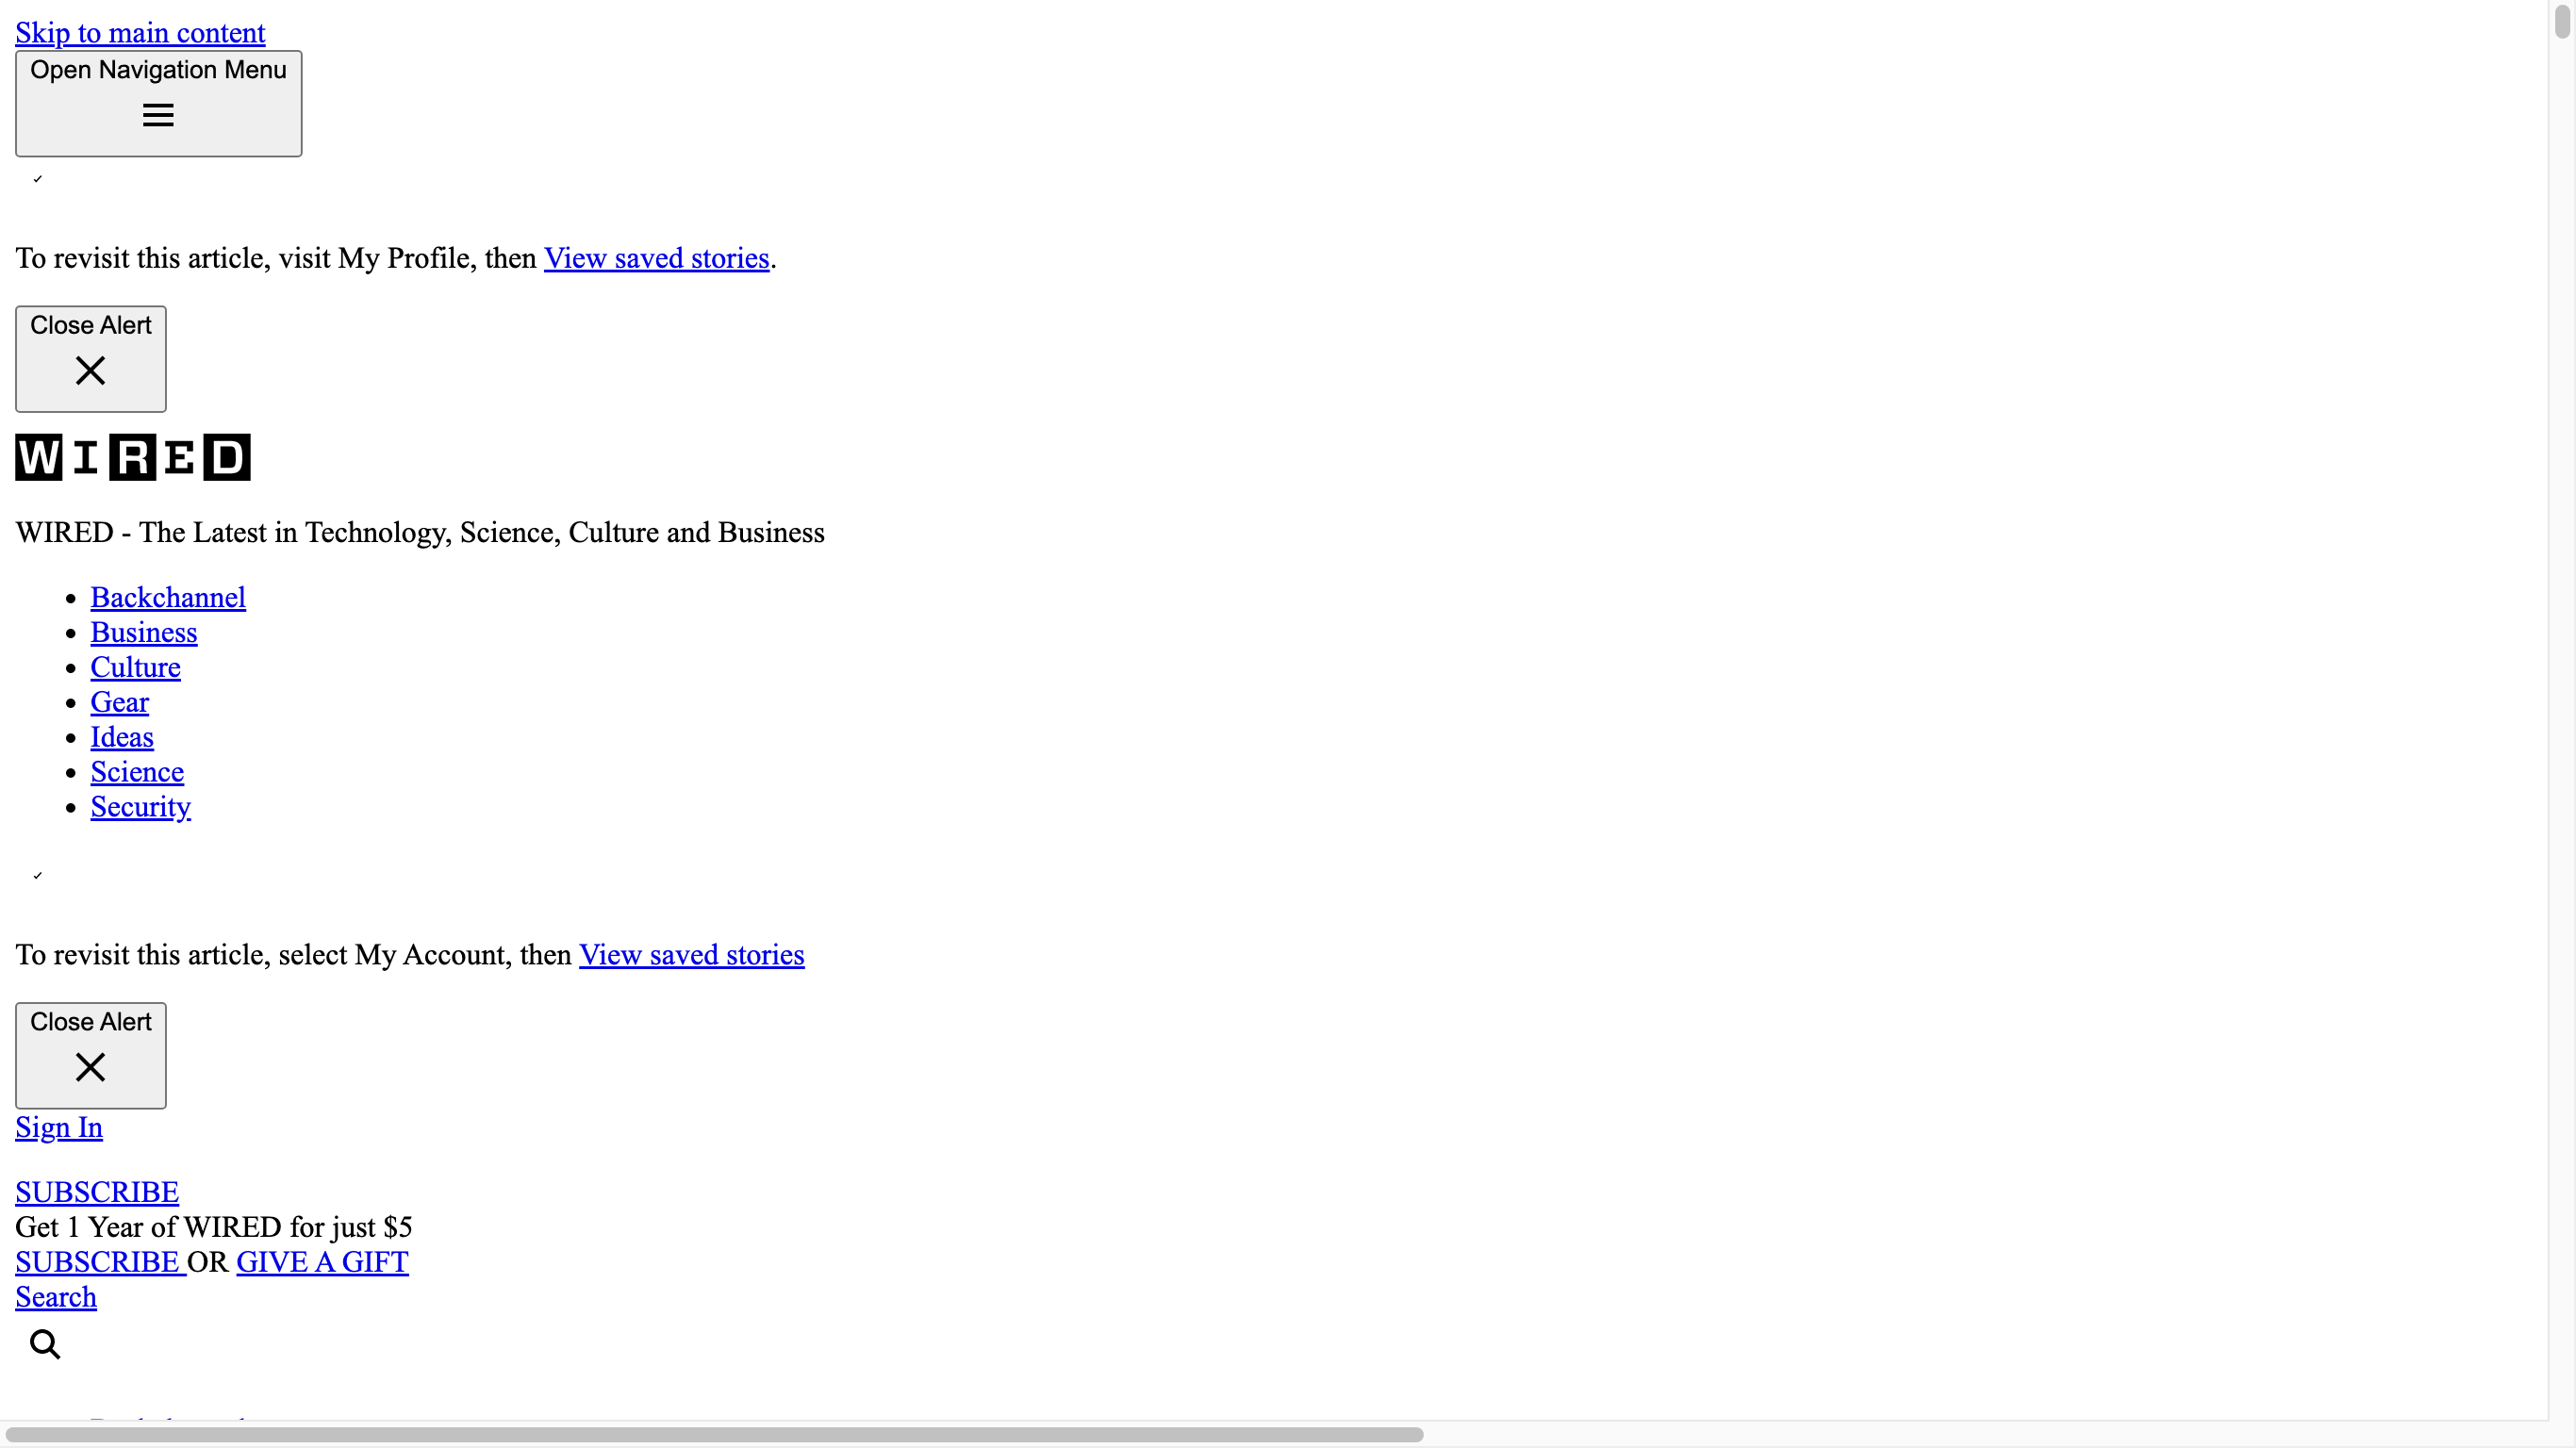 Skip to main content
Open Navigation Menu
To revisit this article, visit My Profile, then View saved stories.
Close Alert
WIRED
WIRED - The Latest in Technology, Science, Culture and Business
Backchannel
Business
Culture
Gear
Ideas
Science
Security
To revisit this article, select My Account, then View saved stories
Close Alert
Sign In
SUBSCRIBE
Get 1 Year of WIRED for just $5
SUBSCRIBE OR GIVE A GIFT
Search